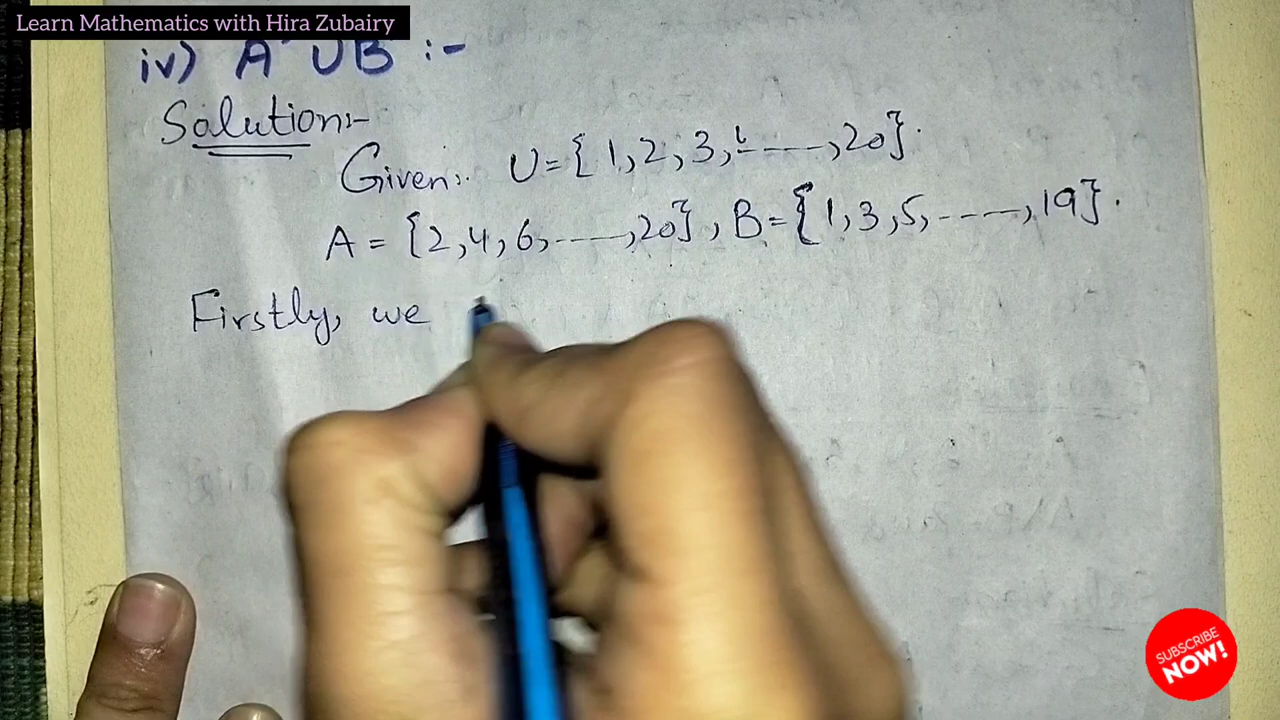 Learn Mathematics with Hira Zubairy
iv) A' ∪ B :-
Solution:-
Given:. U = { 1, 2, 3, ......, 20 }.
A = { 2, 4, 6, ......, 20 } , B = { 1, 3, 5, ......, 19 }.
Firstly, we
SUBSCRIBE
NOW!